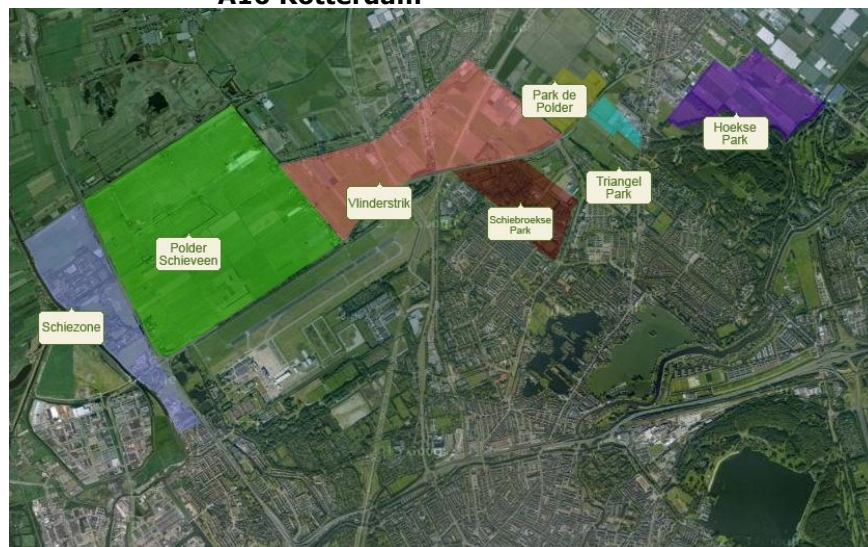 A16 Rotterdam
Park de
Polder
Hoekse
Park
Triangel
Park
Vlinderstrik
Schiebroekse
Park
Polder
Schieveen
Schiezone